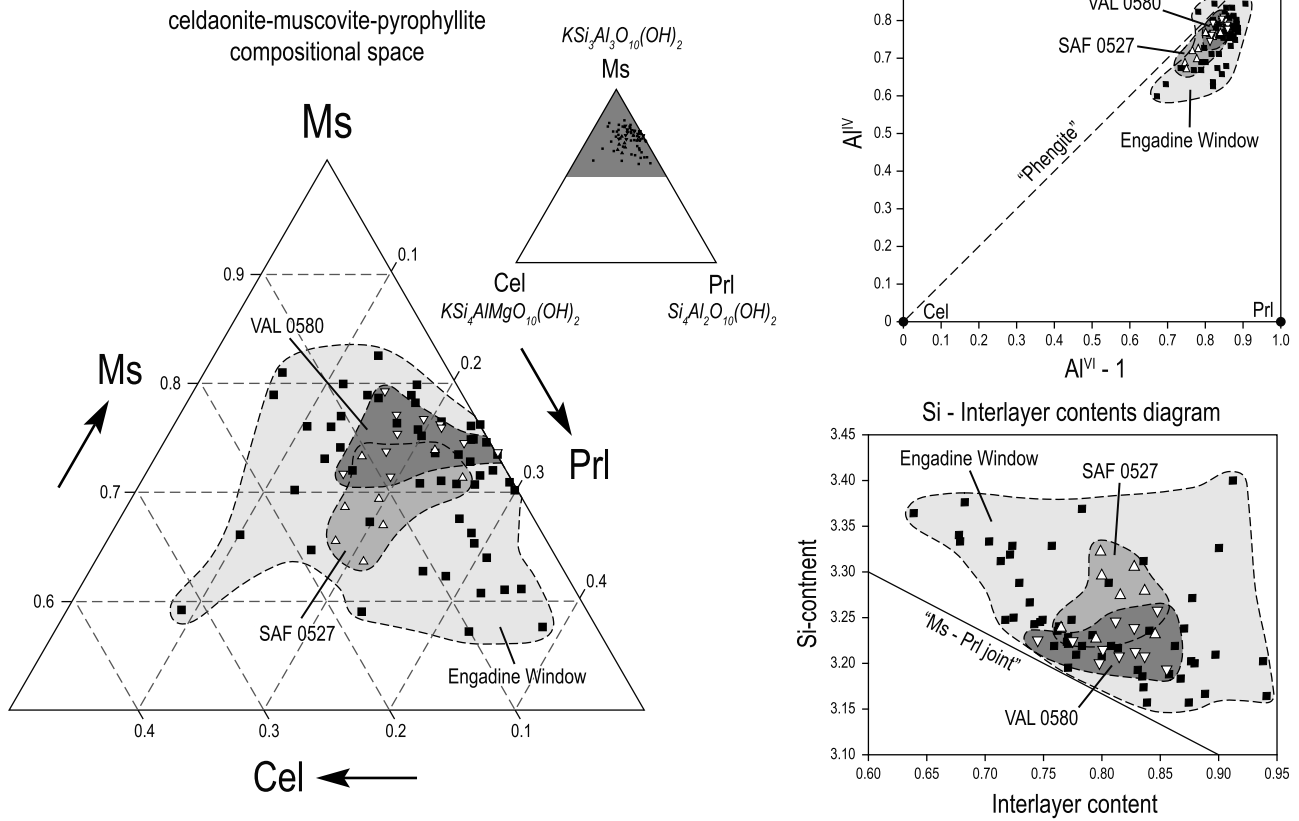 celdaonite-muscovite-pyrophyllite
compositional space
Ms
0.9
0.1
VAL 0580
Ms
0.8
0.2
Prl
0.7
0.3
0.6
0.4
SAF 0527
Engadine Window
0.4
0.3
0.2
0.1
Cel
KSi3Al3O10(OH)2
Ms
Cel
Prl
KSi4AlMgO10(OH)2
Si4Al2O10(OH)2
VAL 0580
SAF 0527
Engadine Window
"Phengite"
AlIV
0.8
0.7
0.6
0.5
0.4
0.3
0.2
0.1
0
Cel
Prl
0
0.1
0.2
0.3
0.4
0.5
0.6
0.7
0.8
0.9
1.0
AlVI - 1
Si - Interlayer contents diagram
3.45
3.40
3.35
3.30
3.25
3.20
3.15
3.10
Si-contnent
Engadine Window
SAF 0527
"Ms - Prl joint"
VAL 0580
0.60
0.65
0.70
0.75
0.80
0.85
0.90
0.95
Interlayer content